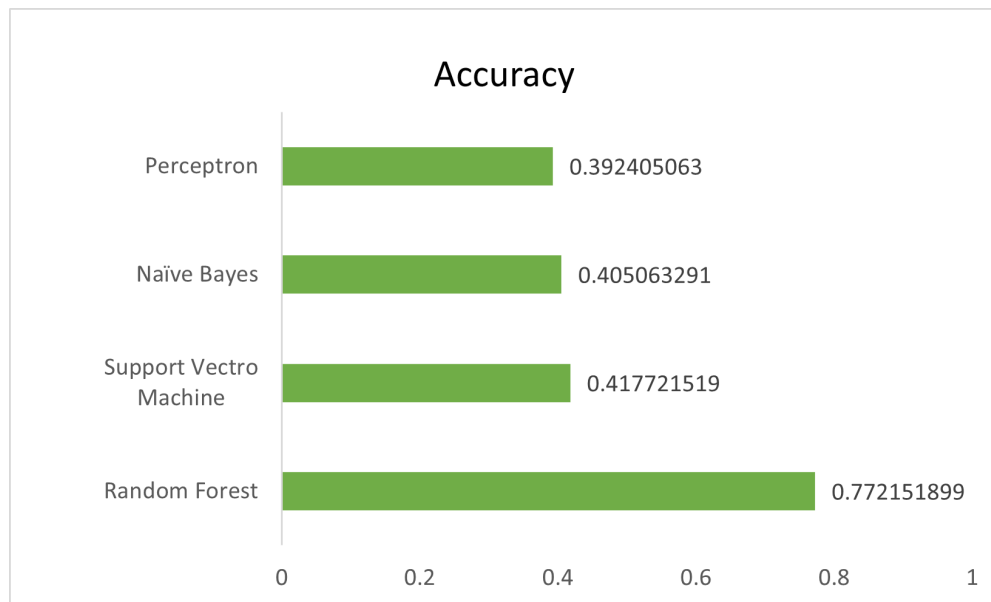 Accuracy
Perceptron
0.392405063
Naïve Bayes
0.405063291
Support Vectro
Machine
0.417721519
Random Forest
0.772151899
0 0.2 0.4 0.6 0.8 1